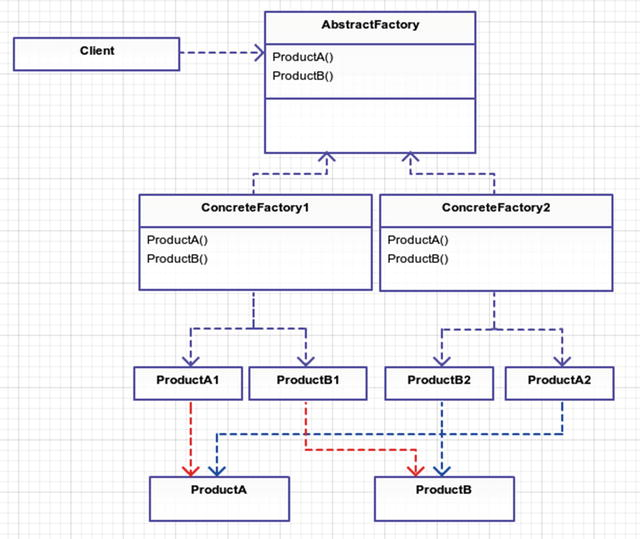 AbstractFactory
Client
ProductA()
ProductB()
ConcreteFactory1
ConcreteFactory2
ProductA()
ProductB()
ProductA()
ProductB()
ProductA1
ProductB1
ProductB2
ProductA2
ProductA
ProductB